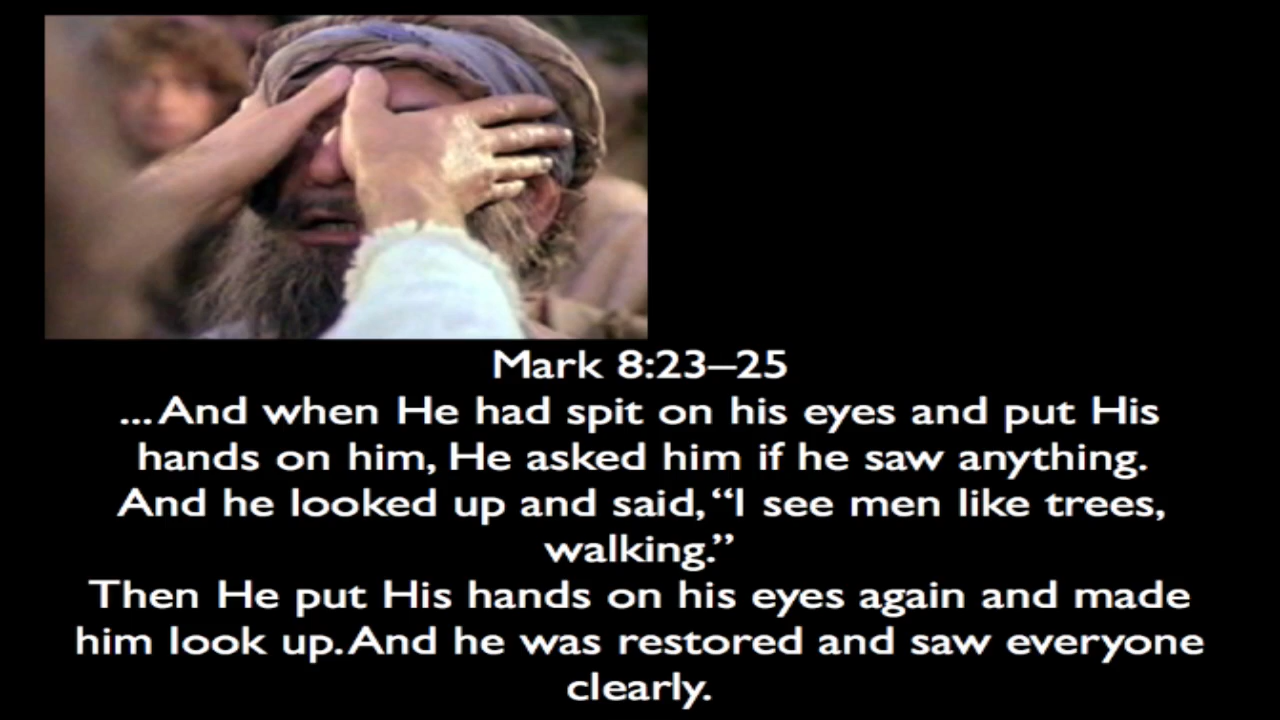 Mark 8:23–25
...And when He had spit on his eyes and put His
hands on him, He asked him if he saw anything.
And he looked up and said, “I see men like trees,
walking.”
Then He put His hands on his eyes again and made
him look up. And he was restored and saw everyone
clearly.